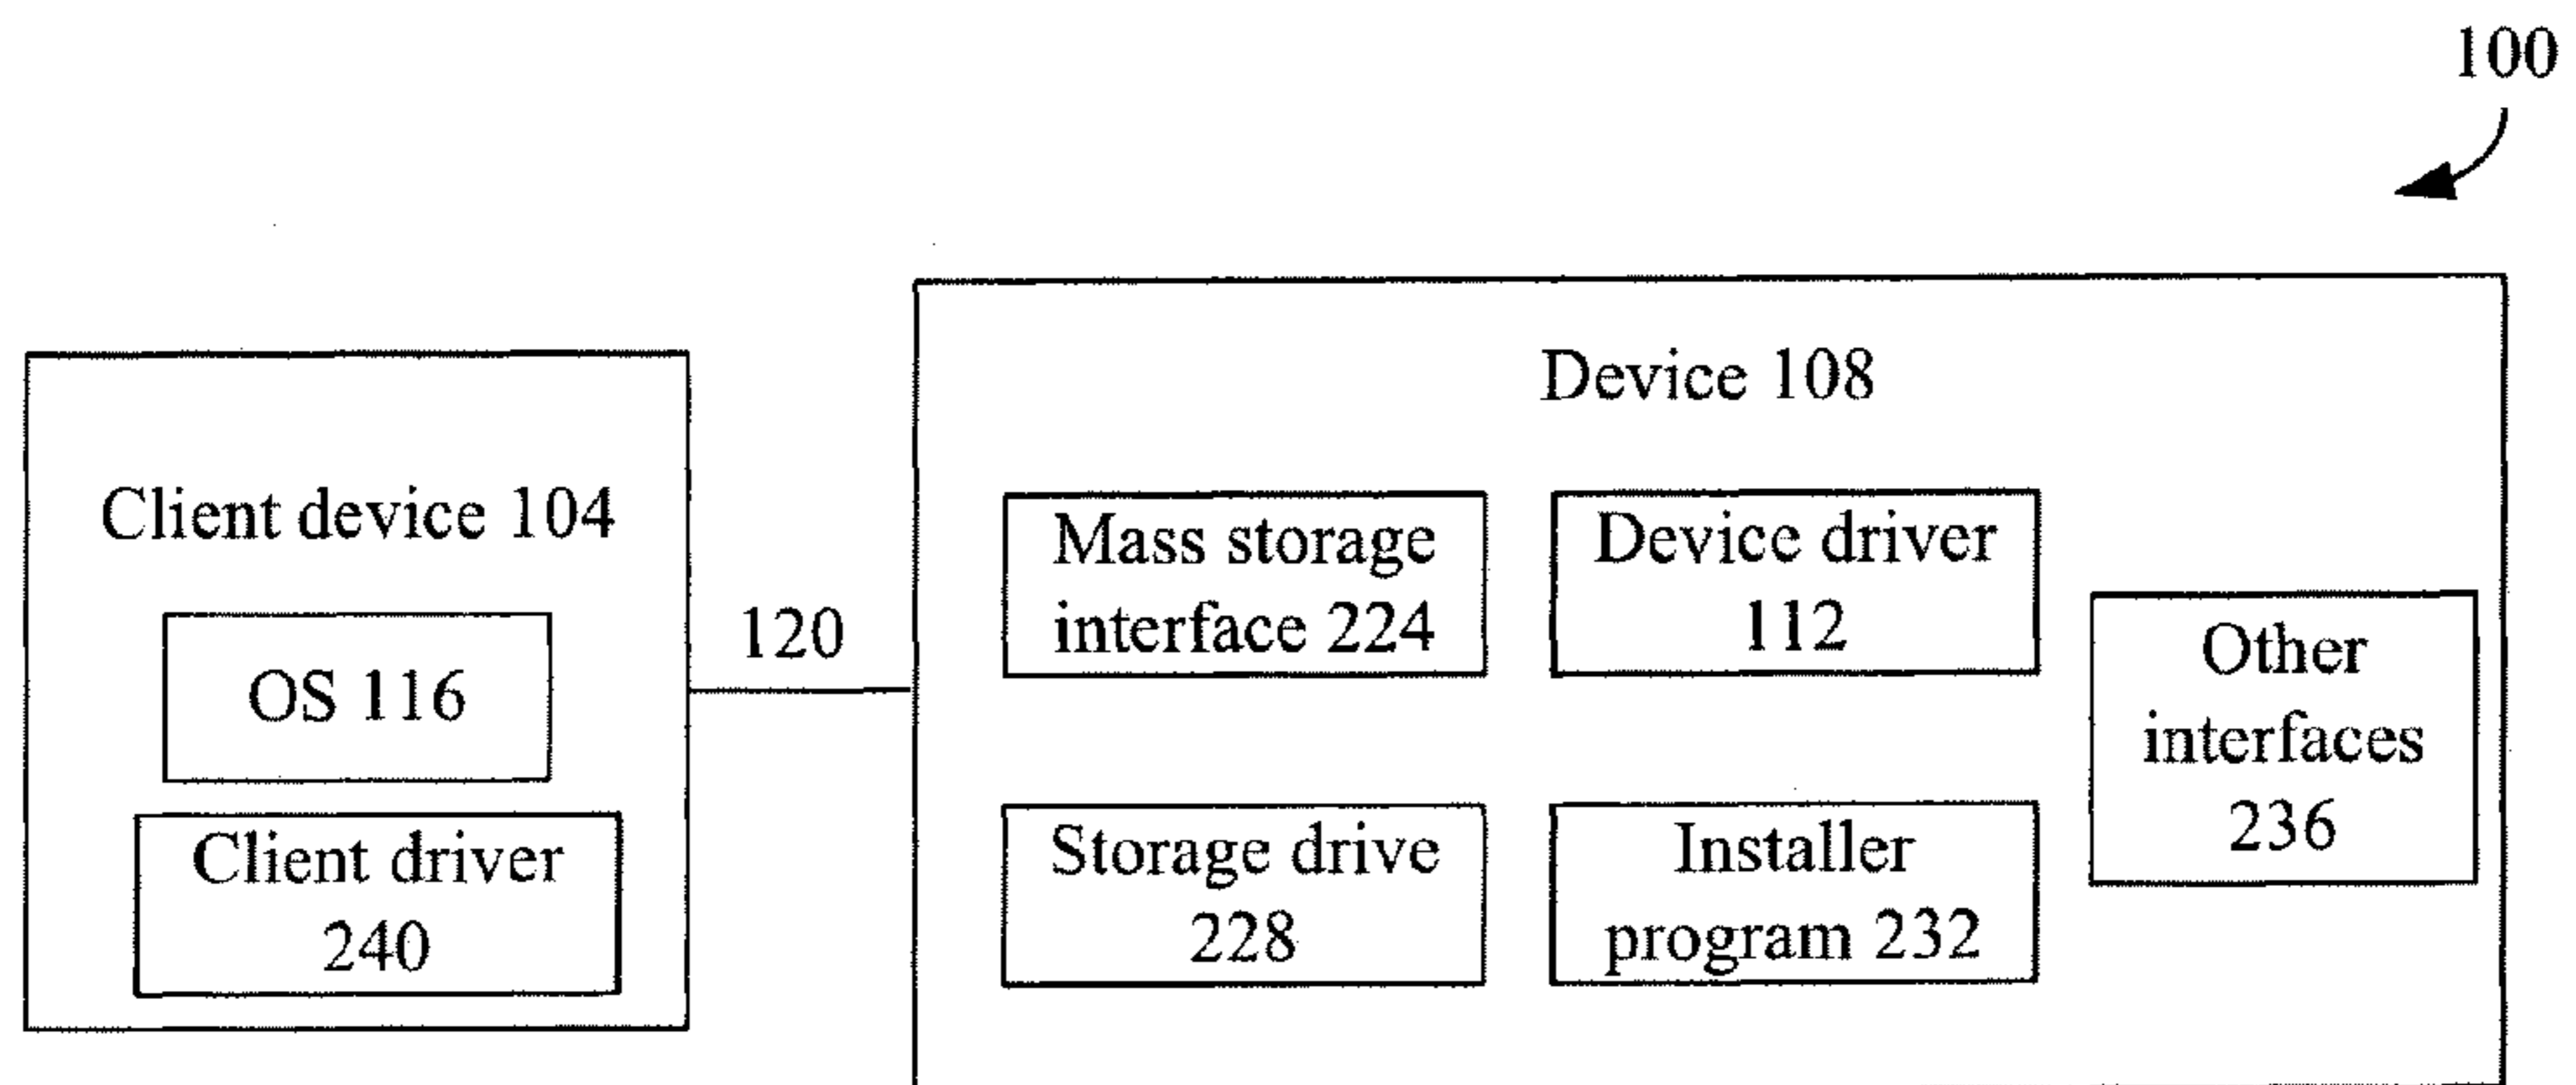 100
Client device 104
OS 116
Client driver
240
120
Device 108
Mass storage
interface 224
Device driver
112
Storage drive
228
Installer
program 232
Other
interfaces
236